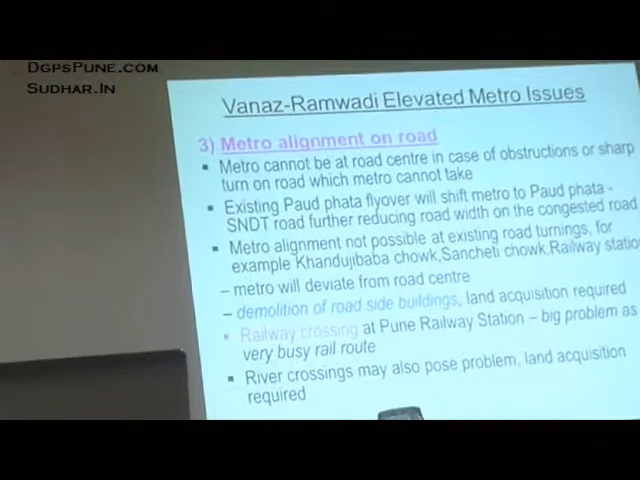 DgpsPune.com
Sudhar.In
Vanaz-Ramwadi Elevated Metro Issues
3) Metro alignment on road
▪ Metro cannot be at road centre in case of obstructions or sharp
turn on road which metro cannot take
▪ Existing Paud phata flyover will shift metro to Paud phata -
SNDT road further reducing road width on the congested road
▪ Metro alignment not possible at existing road turnings, for
example Khandujibaba chowk,Sancheti chowk,Railway statio
– metro will deviate from road centre
– demolition of road side buildings, land acquisition required
▪ Railway crossing at Pune Railway Station – big problem as
very busy rail route
▪ River crossings may also pose problem, land acquisition
required